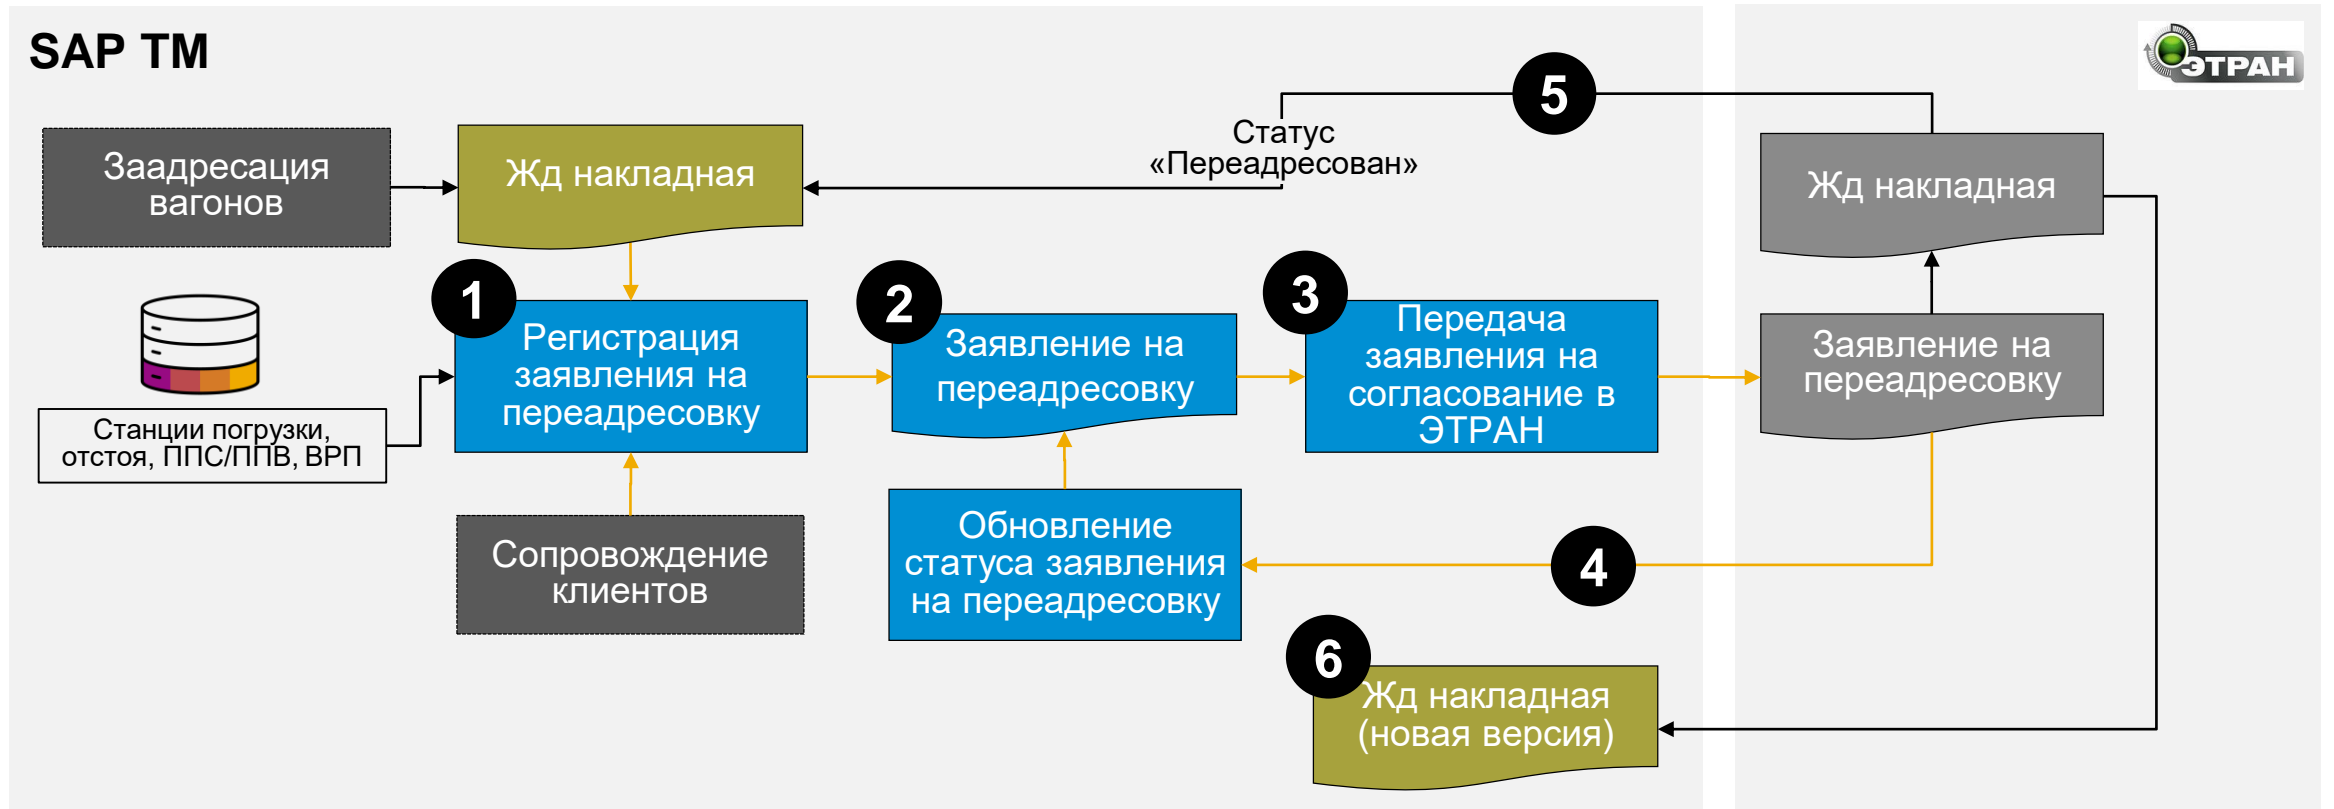 SAP TM
ЭТРАН
5
Статус
«Переадресован»
Заадресация
вагонов
Жд накладная
Жд накладная
1
Регистрация
заявления на
переадресовку
2
Заявление на
переадресовку
3
Передача
заявления на
согласование в
ЭТРАН
Заявление на
переадресовку
Станции погрузки,
отстоя, ППС/ППВ, ВРП
Сопровождение
клиентов
Обновление
статуса заявления
на переадресовку
4
6
Жд накладная
(новая версия)